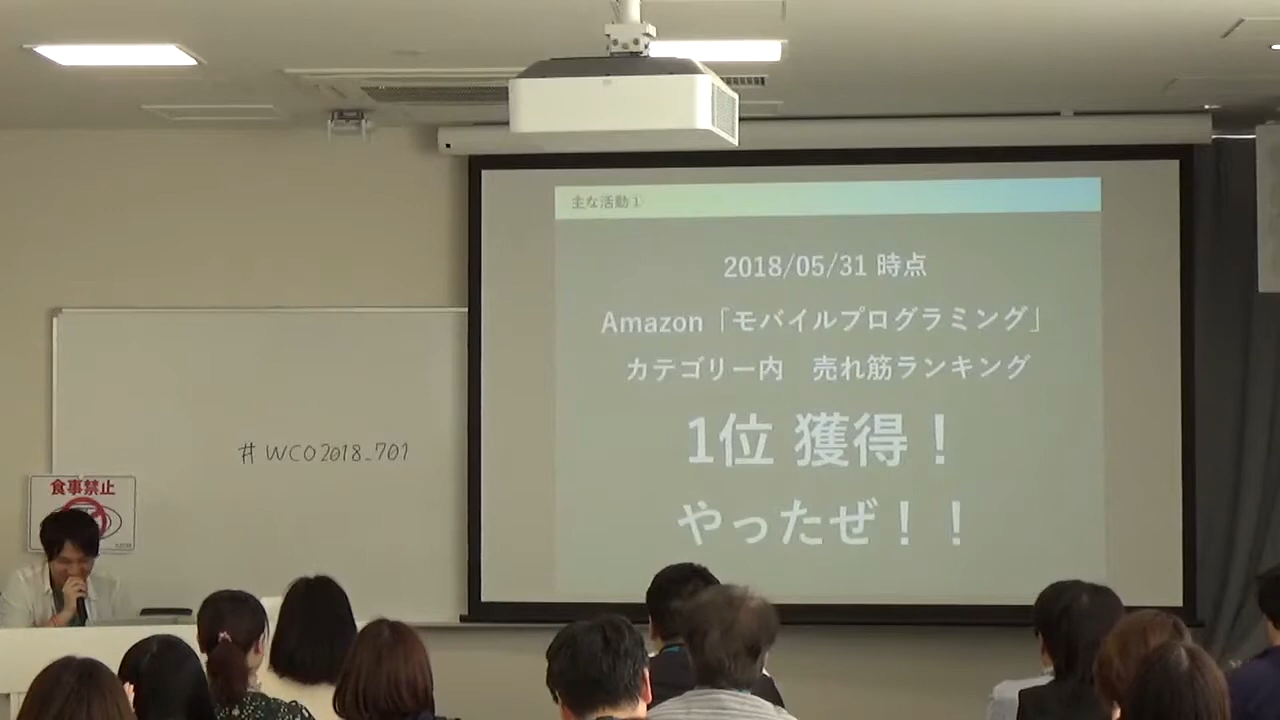 主な活動①
2018/05/31 時点
Amazon「モバイルプログラミング」
カテゴリー内　売れ筋ランキング
1位 獲得！
やったぜ！！
#WCO2018_701
食事禁止